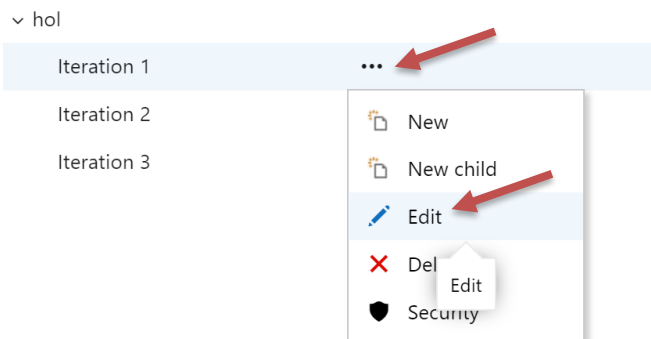 hol
Iteration 1
Iteration 2
Iteration 3
New
New child
Edit
Del
Edit
Security